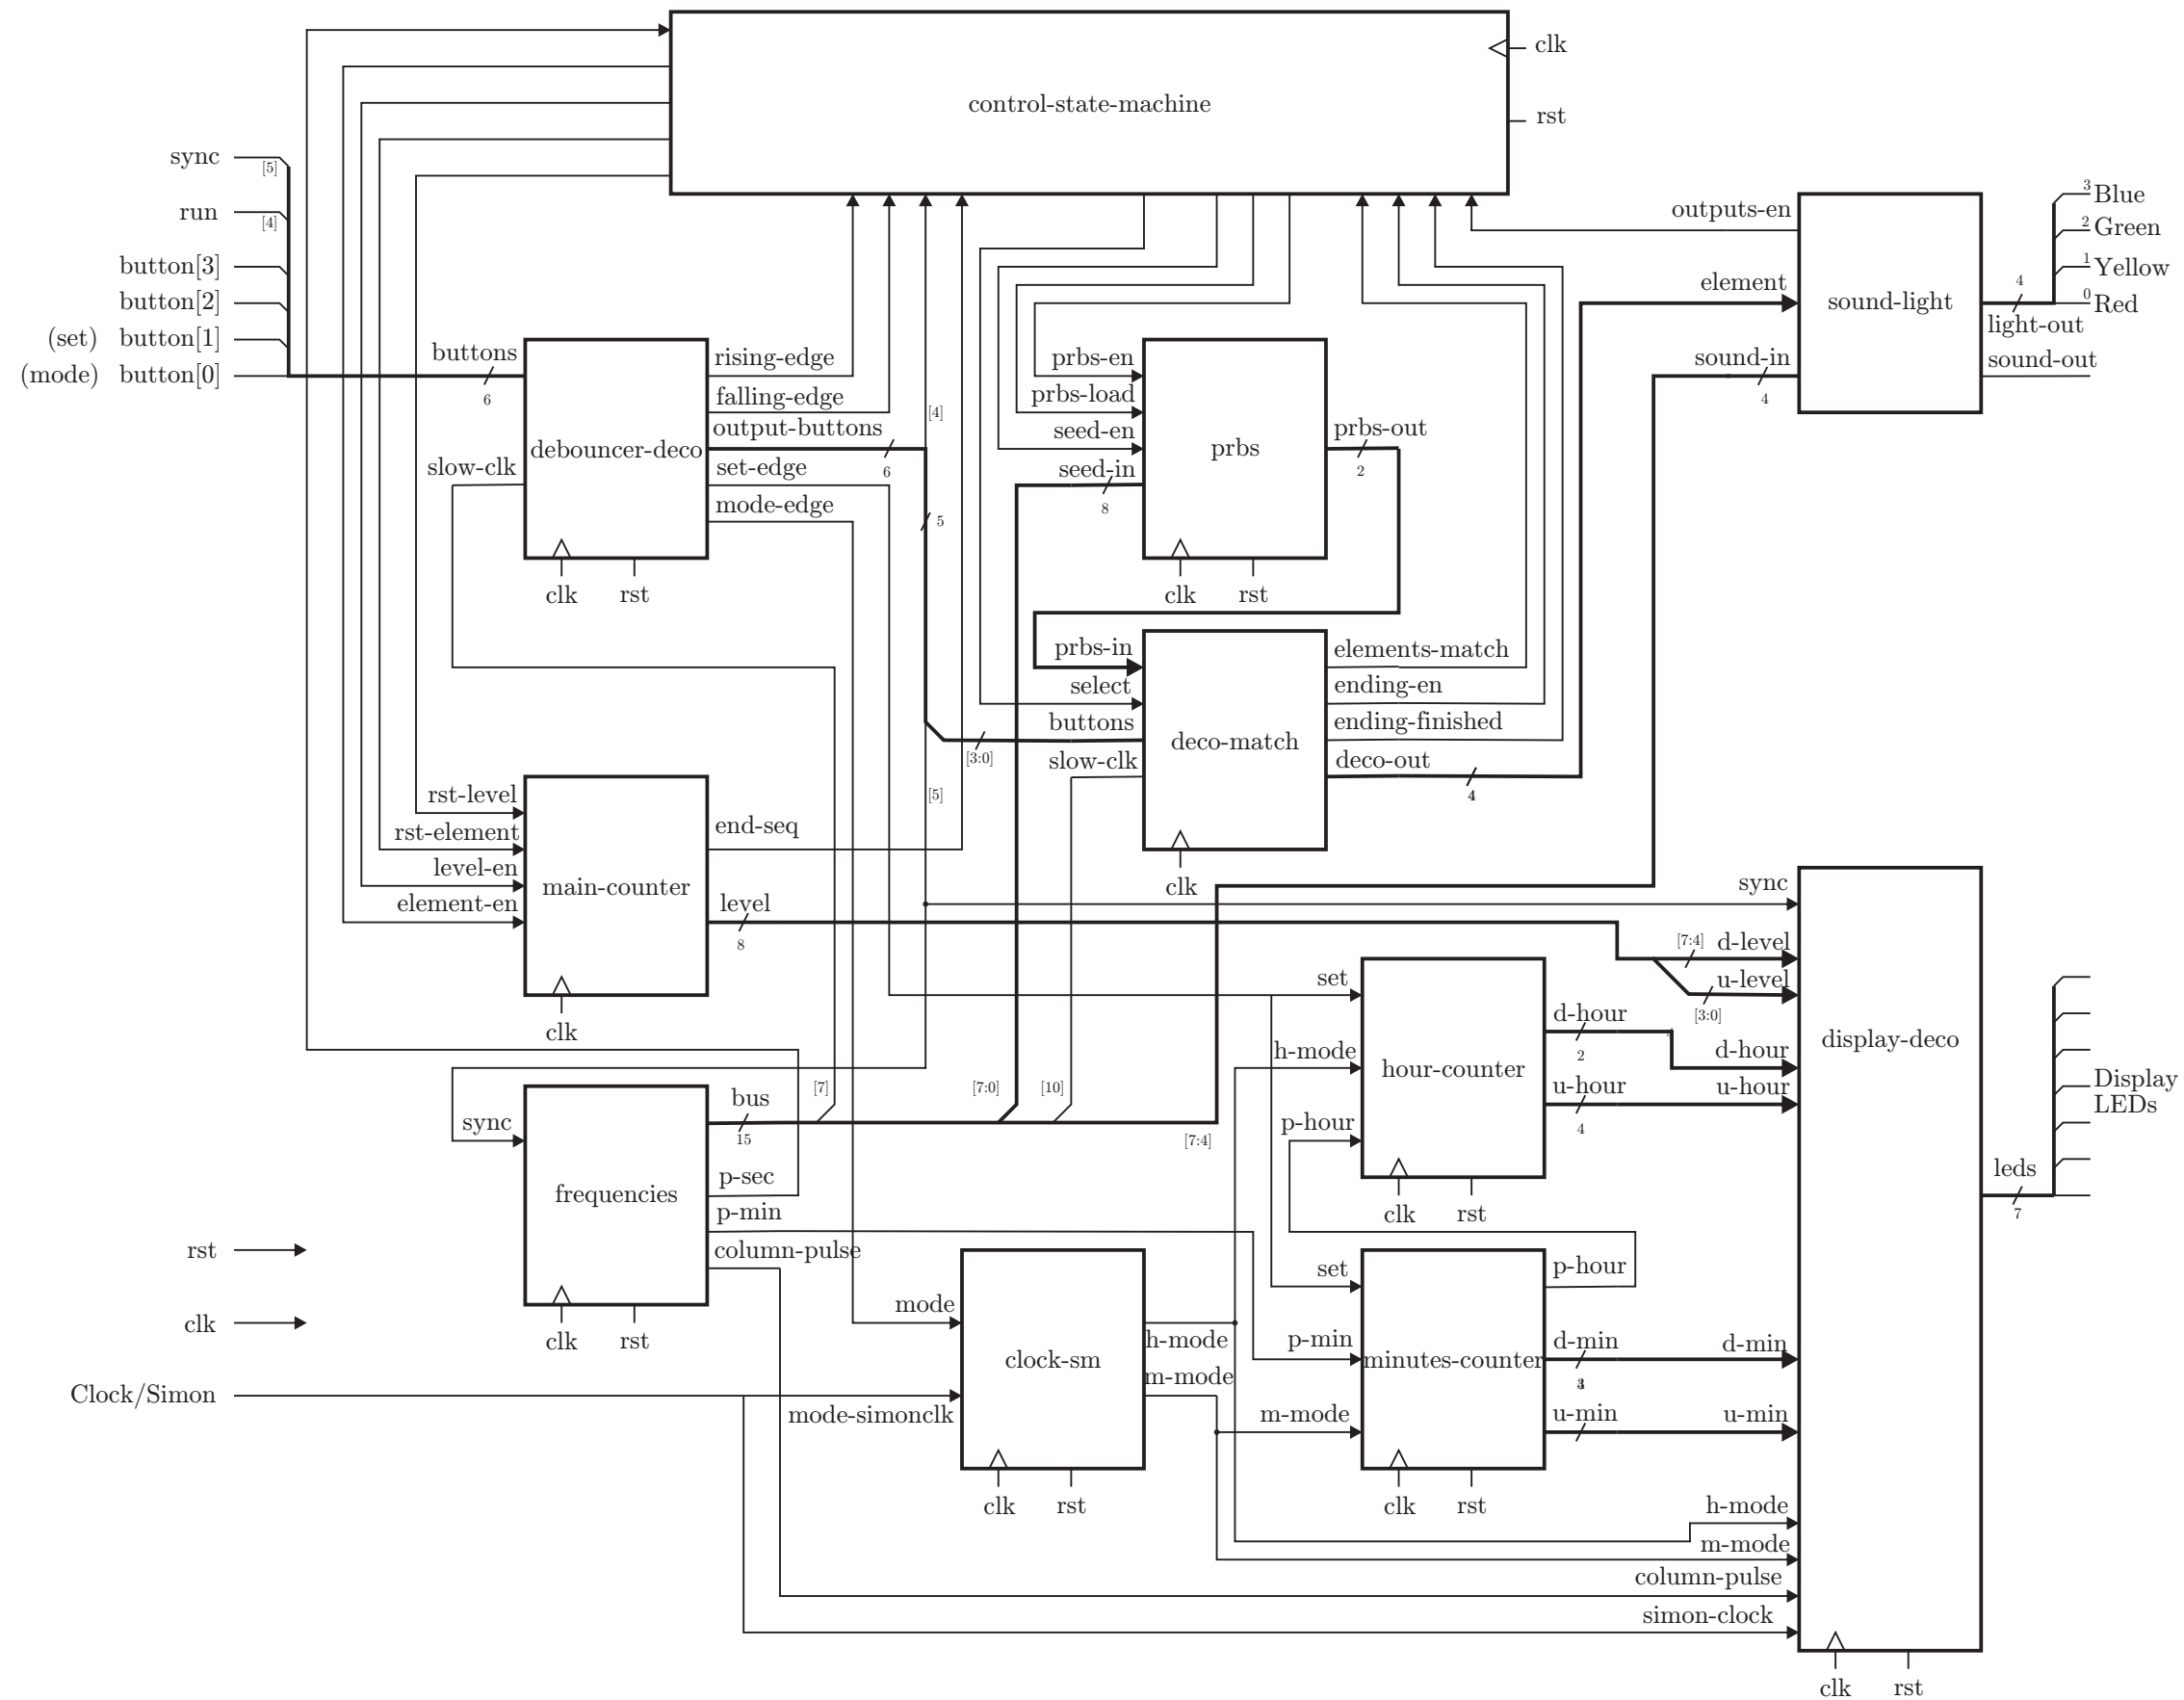 control-state-machine
clk
rst
sync
[5]
run
[4]
button[3]
button[2]
(set) button[1]
(mode) button[0]
buttons
6
slow-clk
debouncer-deco
rising-edge
falling-edge
output-buttons
6
set-edge
mode-edge
clk
rst
[4]
5
[5]
prbs-en
prbs-load
seed-en
seed-in
8
prbs
prbs-out
2
clk
rst
outputs-en
element
sound-in
4
sound-light
4
light-out
sound-out
3 Blue
2 Green
1 Yellow
0 Red
prbs-in
select
buttons
[3:0]
slow-clk
deco-match
elements-match
ending-en
ending-finished
deco-out
4
clk
rst-level
rst-element
level-en
element-en
main-counter
end-seq
level
8
clk
sync
frequencies
bus
15
[7]
[7:0]
[10]
[7:4]
p-sec
p-min
column-pulse
clk
rst
set
h-mode
p-hour
hour-counter
d-hour
2
u-hour
4
clk
rst
set
p-min
m-mode
minutes-counter
p-hour
d-min
u-min
clk
rst
rst
clk
Clock/Simon
mode
mode-simonclk
clock-sm
h-mode
m-mode
clk
rst
sync
[7:4] d-level
u-level
[3:0]
d-hour
u-hour
d-min
u-min
h-mode
m-mode
column-pulse
simon-clock
display-deco
clk
rst
leds
7
Display
LEDs